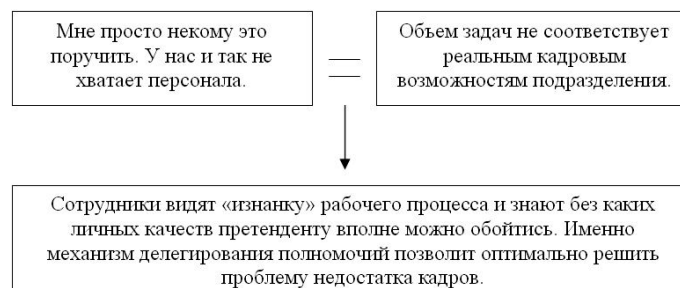 Мне просто некому это
поручить. У нас и так не
хватает персонала.
Объем задач не соответствует
реальным кадровым
возможностям подразделения.
Сотрудники видят «изнанку» рабочего процесса и знают без каких
личных качеств претенденту вполне можно обойтись. Именно
механизм делегирования полномочий позволит оптимально решить
проблему недостатка кадров.